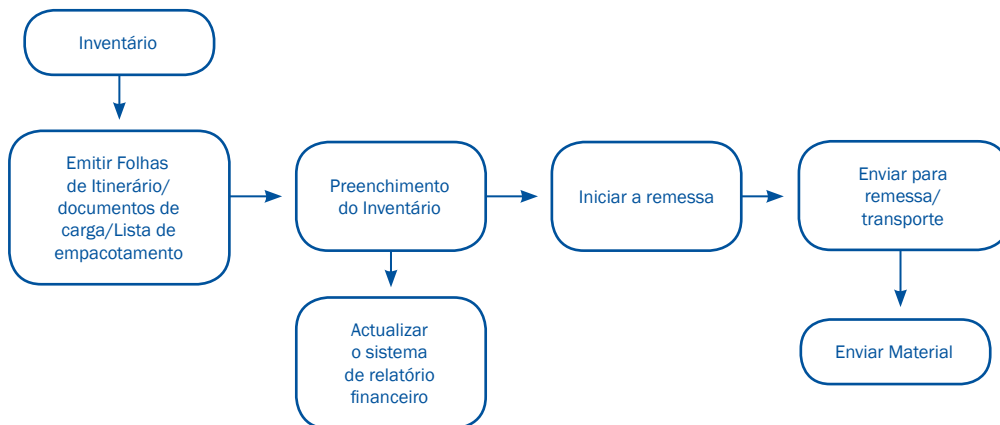 Inventário
Emitir Folhas
de Itinerário/
documentos de
carga/Lista de
empacotamento
Preenchimento
do Inventário
Iniciar a remessa
Enviar para
remessa/
transporte
Actualizar
o sistema
de relatório
financeiro
Enviar Material